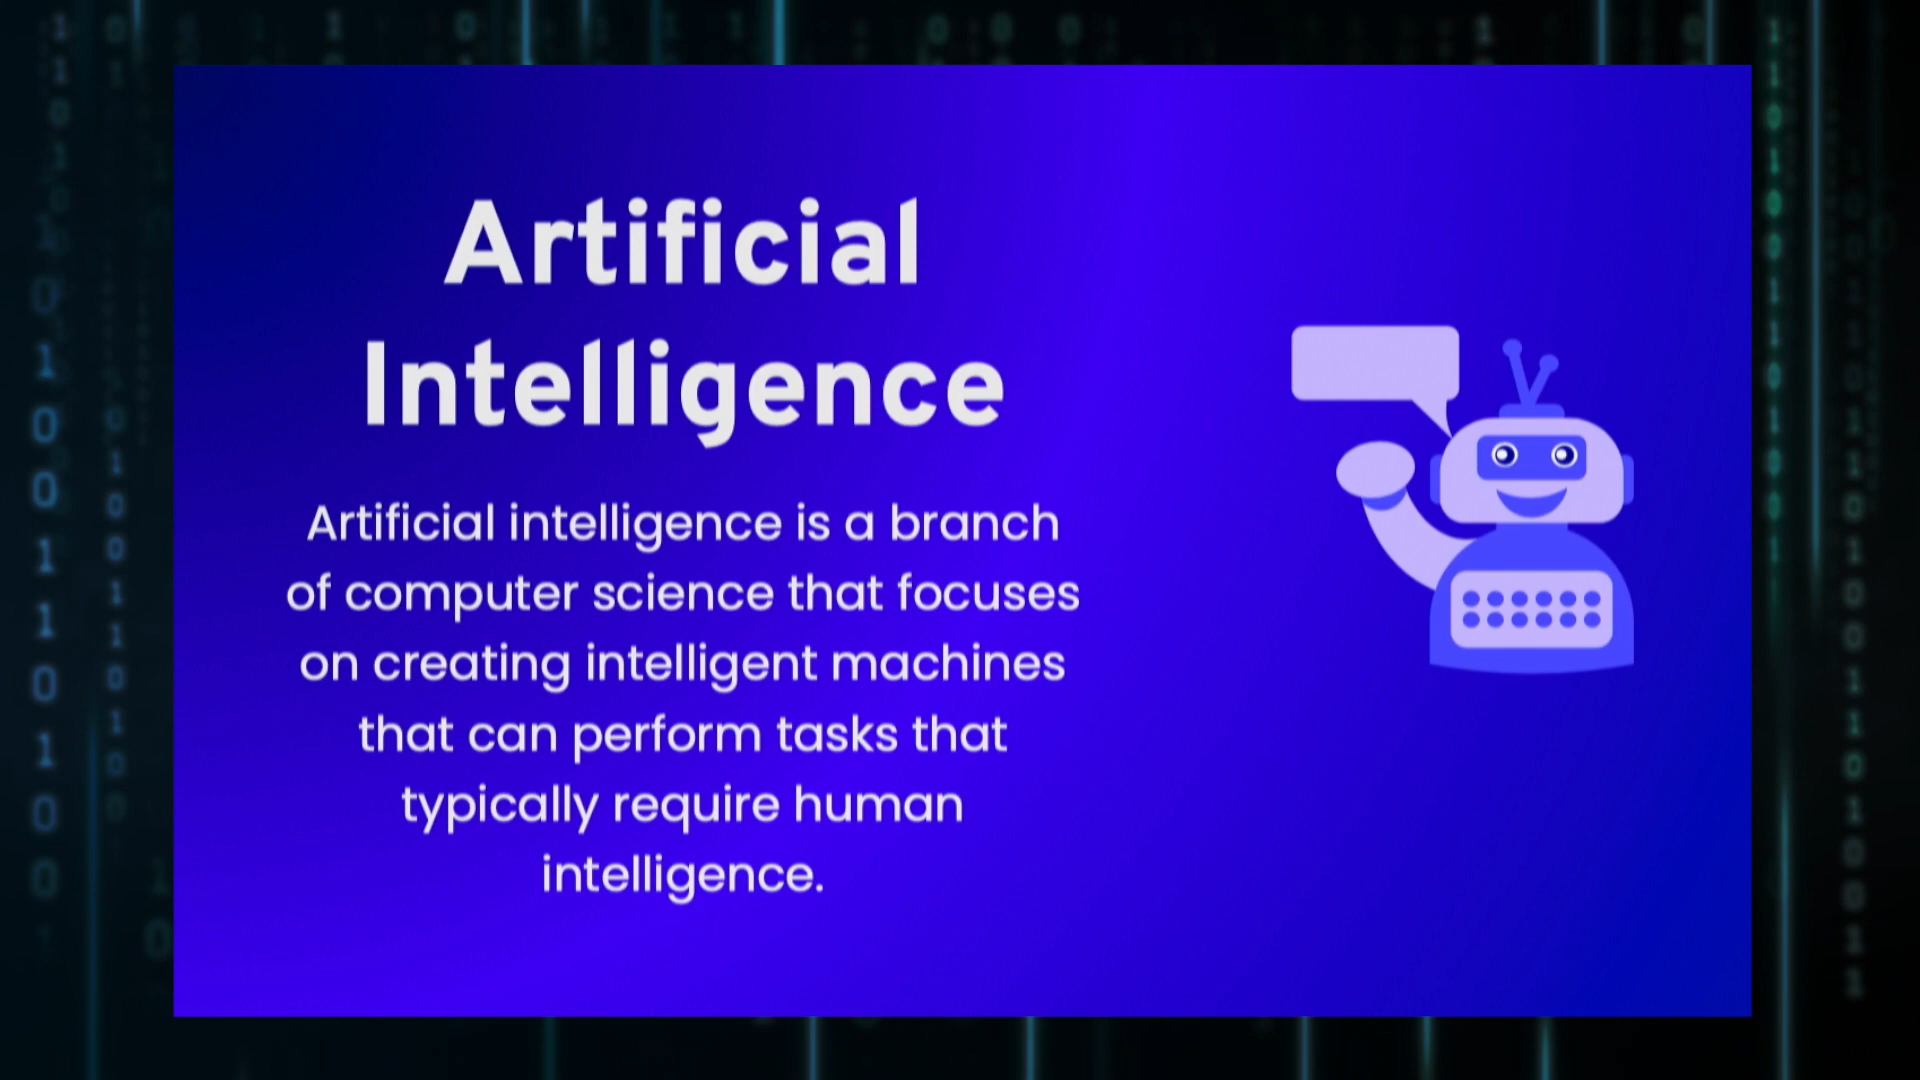 Artificial
Intelligence
Artificial intelligence is a branch
of computer science that focuses
on creating intelligent machines
that can perform tasks that
typically require human
intelligence.